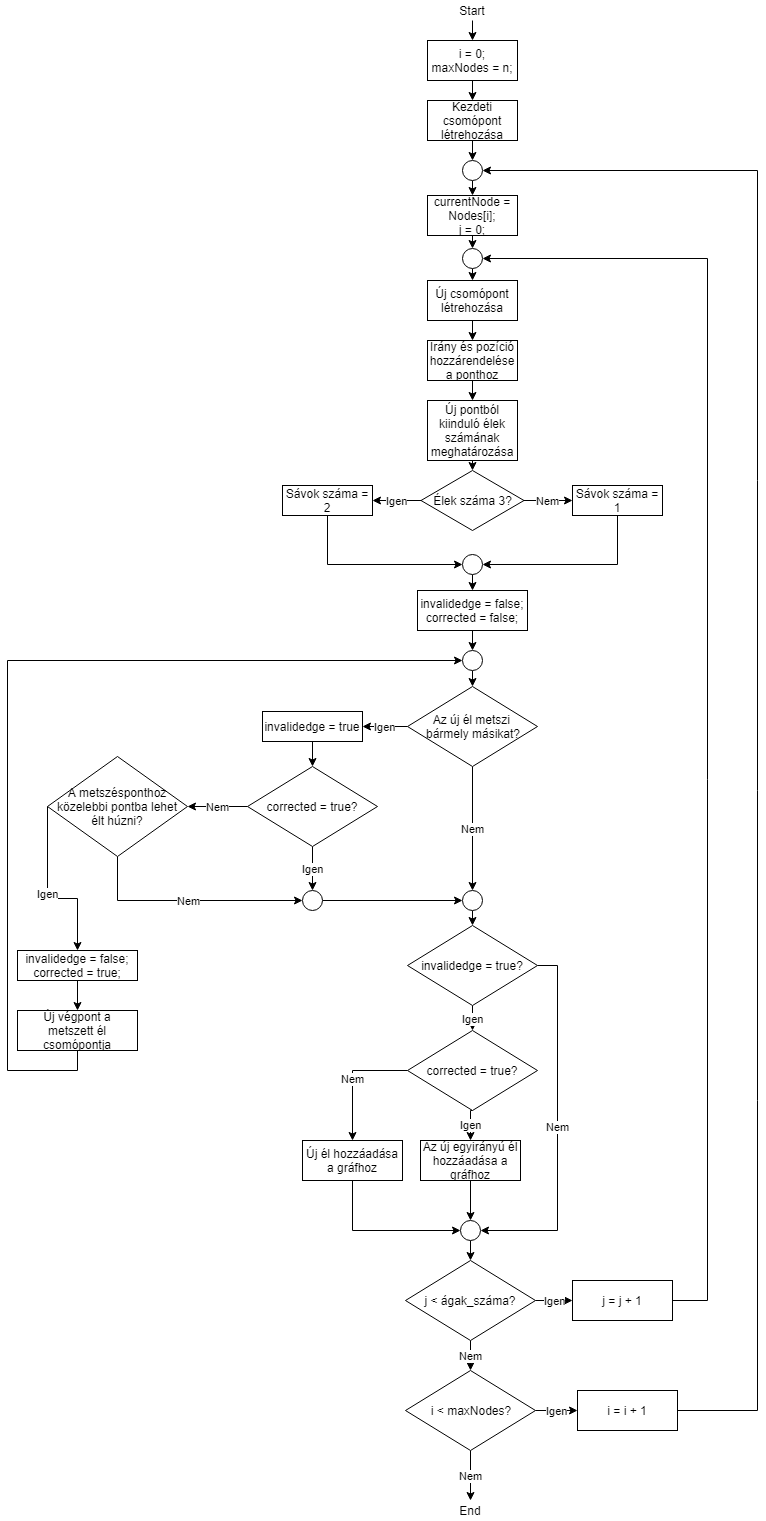 Start
i = 0;
maxNodes = n;
Kezdeti
csomópont
létrehozása
currentNode =
Nodes[i];
j = 0;
Új csomópont
létrehozása
Irány és pozíció
hozzárendelése
a ponthoz
Új pontból
kiinduló élek
számának
meghatározása
Élek száma 3?
Igen
Nem
Sávok száma =
2
Sávok száma =
1
invalidedge = false;
corrected = false;
Az új él metszi
bármely másikat?
Igen
invalidedge = true
Nem
corrected = true?
Nem
Igen
A metszésponthoz
közelebbi pontba lehet
élt húzni?
Igen
Nem
invalidedge = false;
corrected = true;
Új végpont a
metszett él
csomópontja
invalidedge = true?
Igen
Nem
corrected = true?
Nem
Igen
Új él hozzáadása
a gráfhoz
Az új egyirányú él
hozzáadása a
gráfhoz
j < ágak_száma?
Igen
j = j + 1
Nem
i < maxNodes?
Igen
i = i + 1
Nem
End